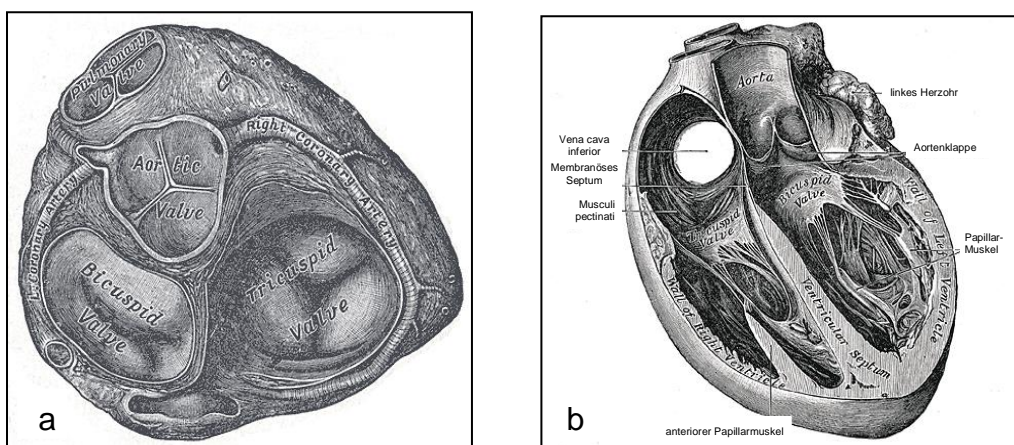 Pulmonary
Valve
Aortic
Valve
Right Coronary Artery
L. Coronary Artery
Bicuspid
Valve
Tricuspid
Valve
a
Aorta
linkes Herzohr
Vena cava
inferior
Aortenklappe
Membranöses
Septum
Musculi
pectinati
Bicuspid
Valve
Tricuspid
Valve
Papillar-
Muskel
Wall of Left Ventricle
Wall of Right Ventricle
Ventricular Septum
anteriorer Papillarmuskel
b